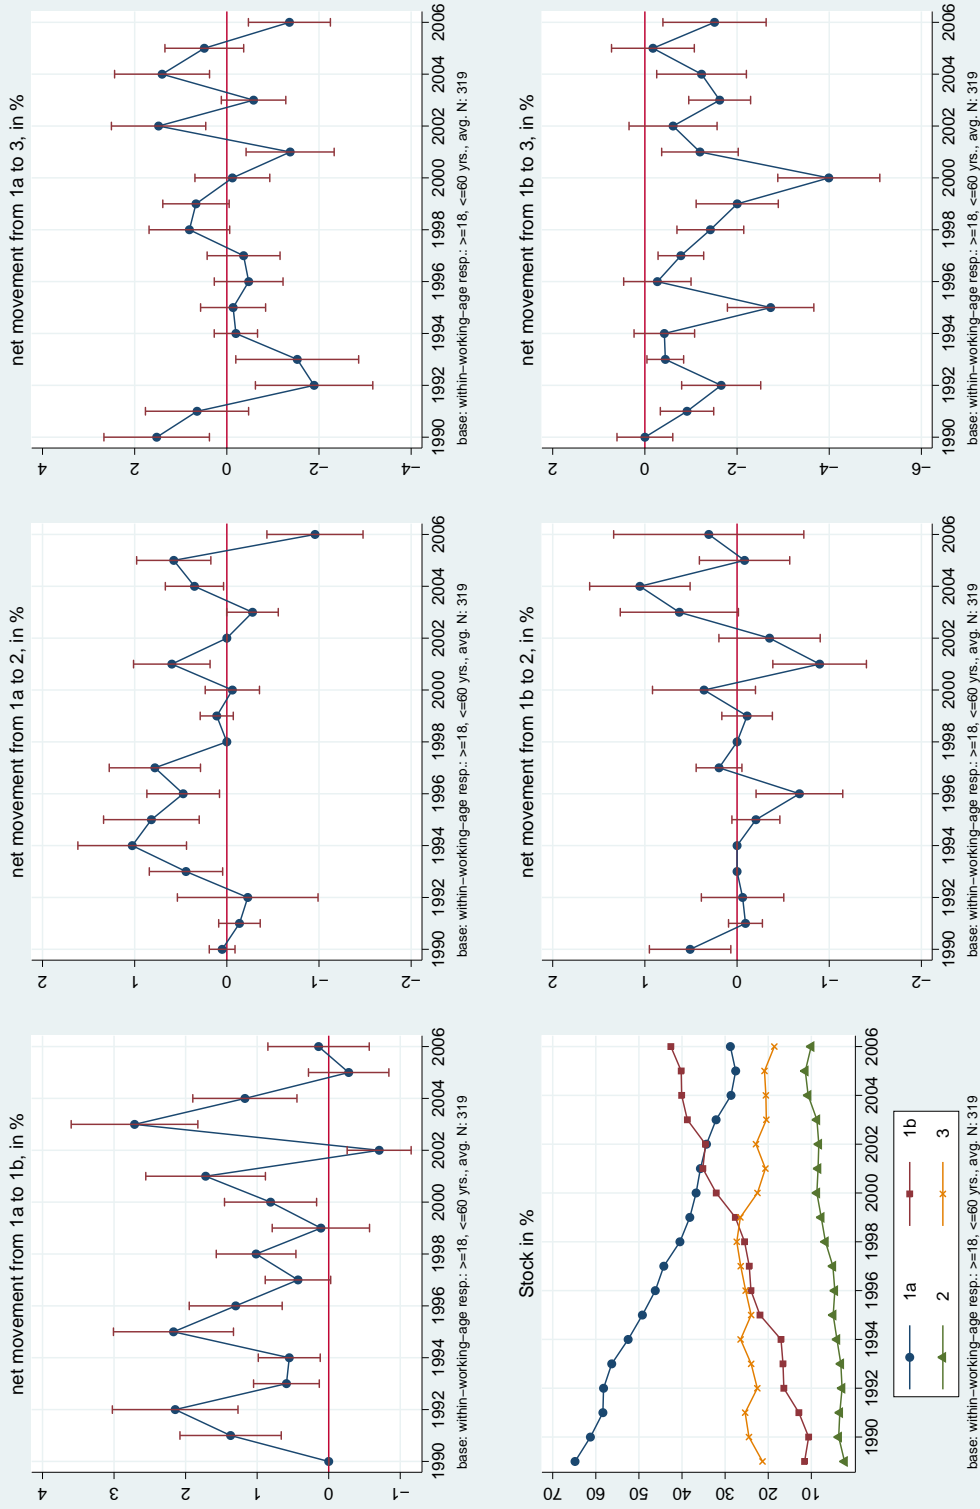 net movement from 1a to 1b, in %
4
3
2
1
0
−1
1990 1992 1994 1996 1998 2000 2002 2004 2006
base: within−working−age resp.: >=18, <=60 yrs., avg. N: 319
net movement from 1a to 2, in %
2
1
0
−1
−2
1990 1992 1994 1996 1998 2000 2002 2004 2006
base: within−working−age resp.: >=18, <=60 yrs., avg. N: 319
net movement from 1a to 3, in %
4
2
0
−2
−4
1990 1992 1994 1996 1998 2000 2002 2004 2006
base: within−working−age resp.: >=18, <=60 yrs., avg. N: 319
Stock in %
70
60
50
40
30
20
10
1990 1992 1994 1996 1998 2000 2002 2004 2006
1a 1b
2 3
base: within−working−age resp.: >=18, <=60 yrs., avg. N: 319
net movement from 1b to 2, in %
2
1
0
−1
−2
1990 1992 1994 1996 1998 2000 2002 2004 2006
base: within−working−age resp.: >=18, <=60 yrs., avg. N: 319
net movement from 1b to 3, in %
2
0
−2
−4
−6
1990 1992 1994 1996 1998 2000 2002 2004 2006
base: within−working−age resp.: >=18, <=60 yrs., avg. N: 319